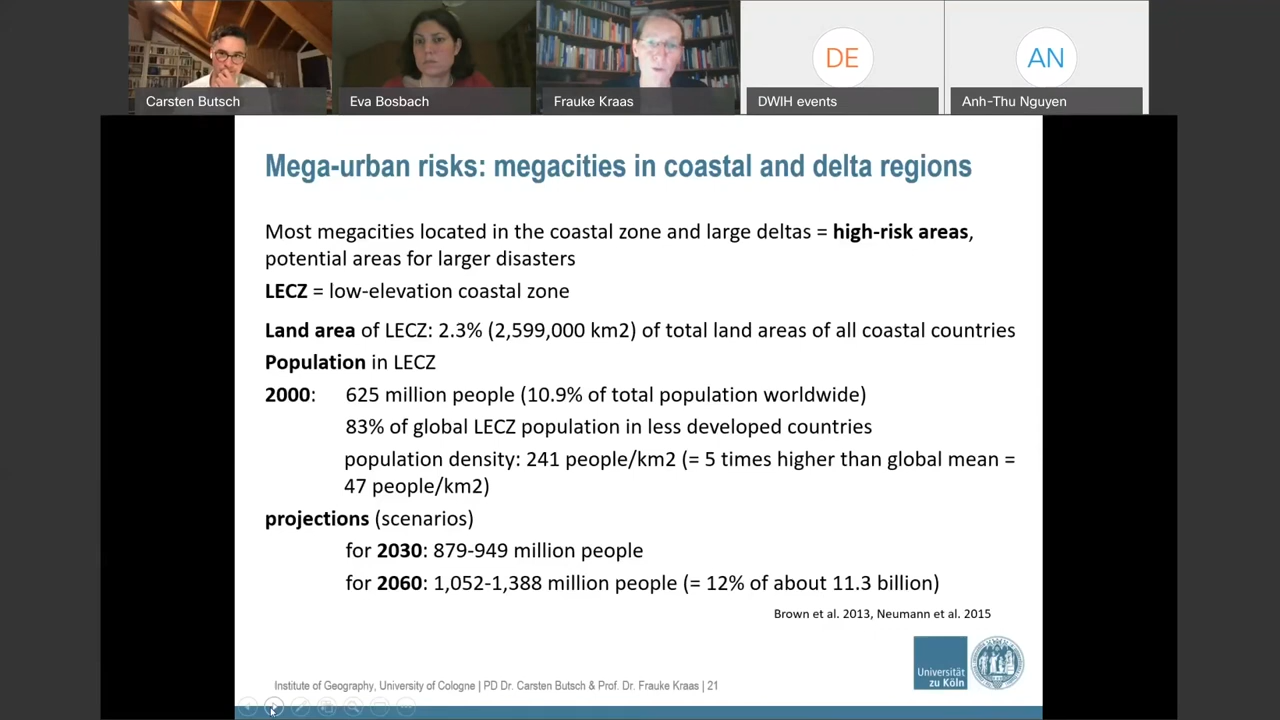 DE
AN
Carsten Butsch
Eva Bosbach
Frauke Kraas
DWIH events
Anh-Thu Nguyen
Mega-urban risks: megacities in coastal and delta regions
Most megacities located in the coastal zone and large deltas = high-risk areas,
potential areas for larger disasters
LECZ = low-elevation coastal zone
Land area of LECZ: 2.3% (2,599,000 km2) of total land areas of all coastal countries
Population in LECZ
2000: 625 million people (10.9% of total population worldwide)
83% of global LECZ population in less developed countries
population density: 241 people/km2 (= 5 times higher than global mean =
47 people/km2)
projections (scenarios)
for 2030: 879-949 million people
for 2060: 1,052-1,388 million people (= 12% of about 11.3 billion)
Brown et al. 2013, Neumann et al. 2015
Universität
zu Köln
Institute of Geography, University of Cologne | PD Dr. Carsten Butsch & Prof. Dr. Frauke Kraas | 21